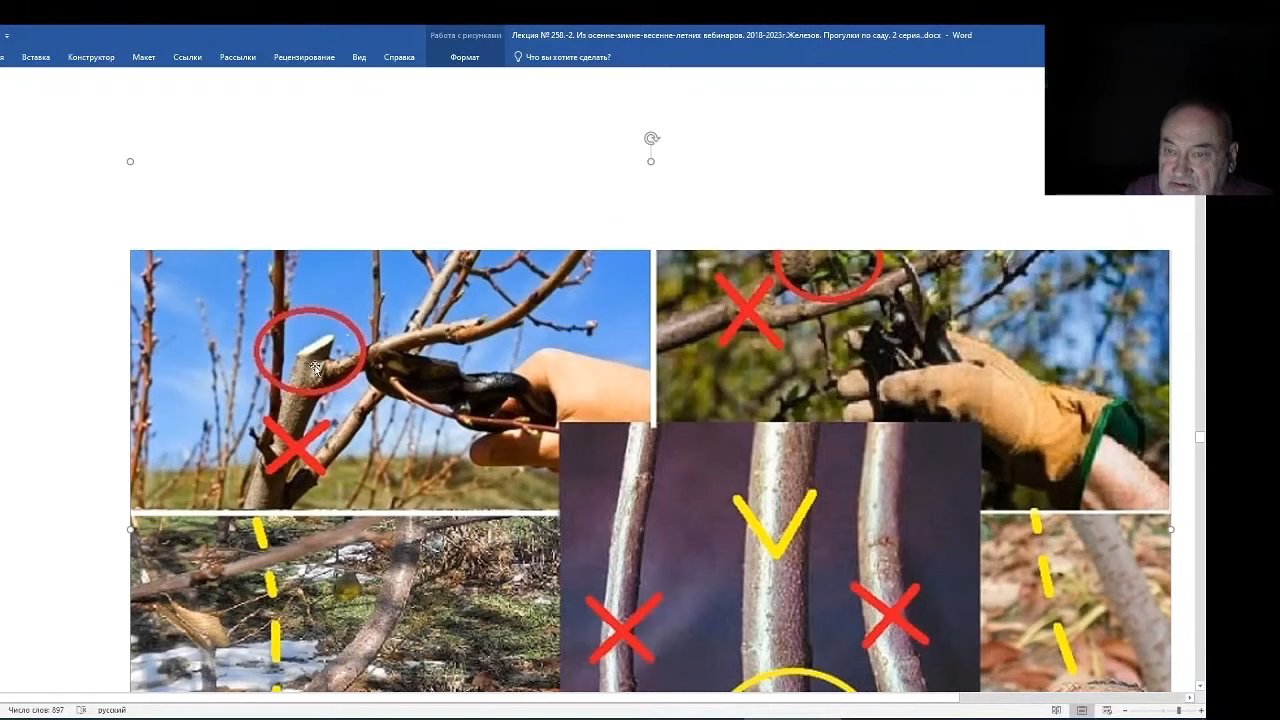 Работа с рисунками
Лекция № 258.-2. Из осенне-зимне-весенне-летних вебинаров. 2018-2023г.Железов. Прогулки по саду. 2 серия..docx - Word
Вставка Конструктор Макет Ссылки Рассылки Рецензирование Вид Справка Формат Что вы хотите сделать?
Число слов: 897 русский